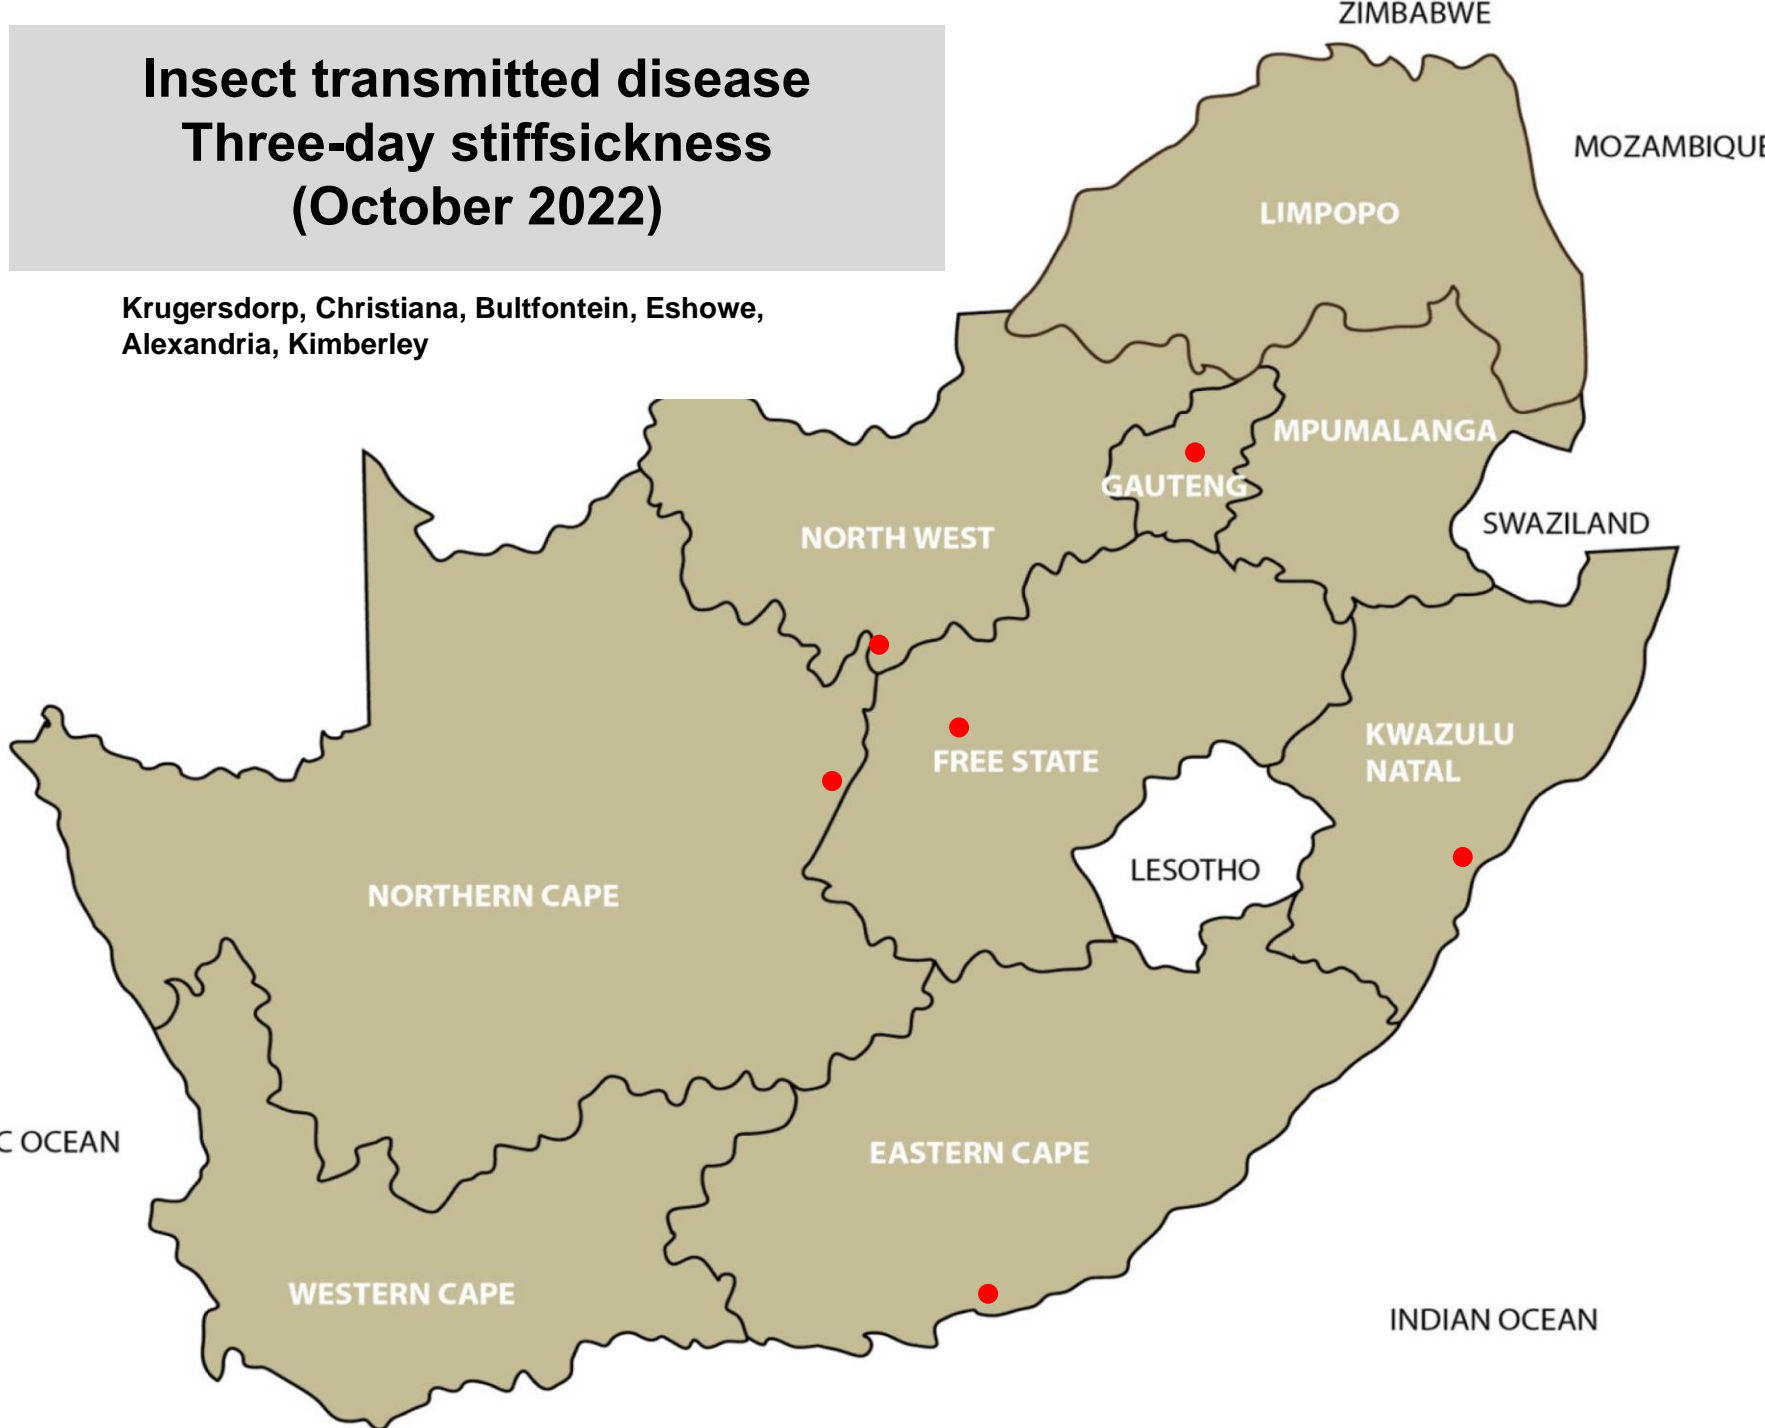 ZIMBABWE
Insect transmitted disease
Three-day stiffsickness
(October 2022)
MOZAMBIQUE
LIMPOPO
Krugersdorp, Christiana, Bultfontein, Eshowe,
Alexandria, Kimberley
MPUMALANGA
GAUTENG
SWAZILAND
NORTH WEST
KWAZULU
NATAL
FREE STATE
LESOTHO
NORTHERN CAPE
C OCEAN
EASTERN CAPE
WESTERN CAPE
INDIAN OCEAN